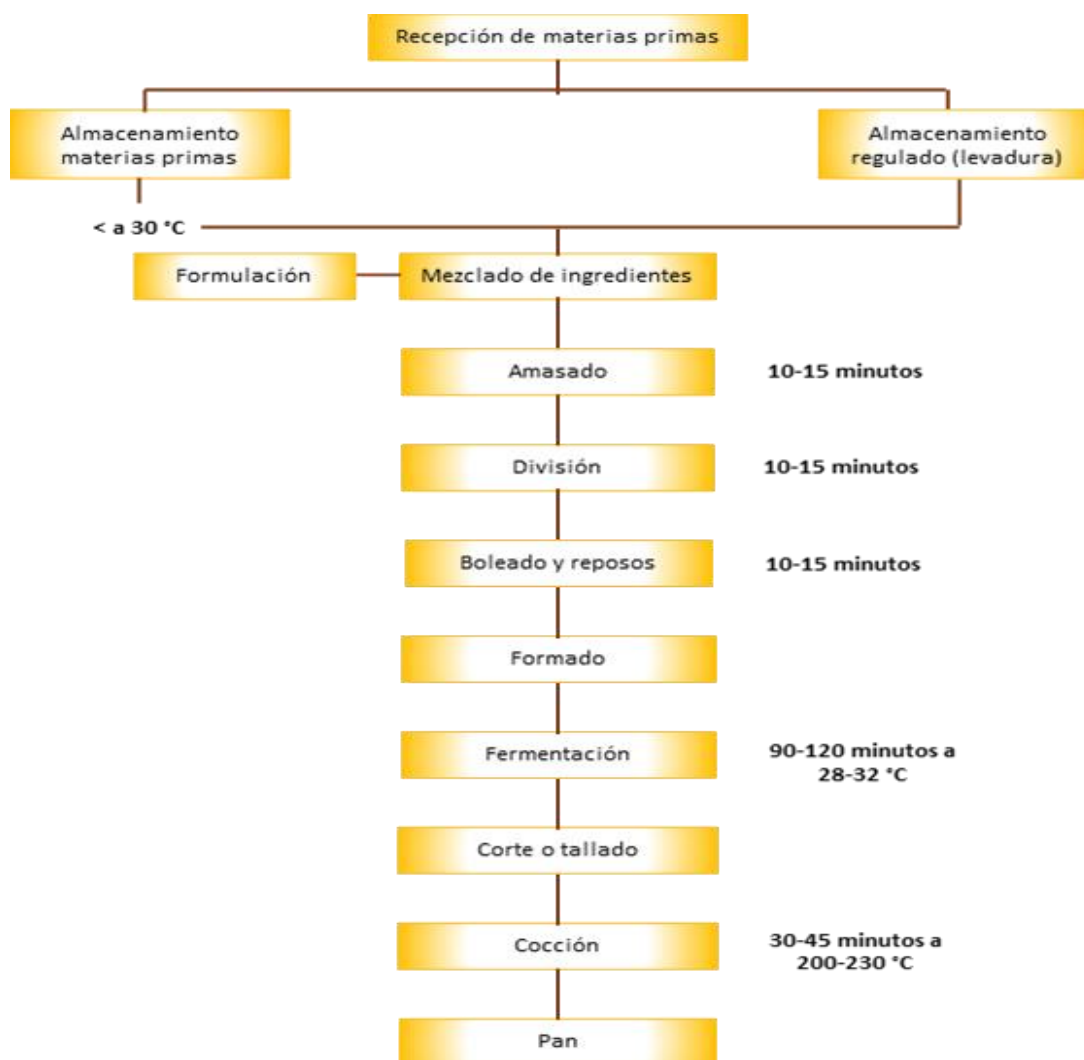 Recepción de materias primas
Almacenamiento
materias primas
Almacenamiento
regulado (levadura)
< a 30 °C
Formulación
Mezclado de ingredientes
Amasado
10-15 minutos
División
10-15 minutos
Boleado y reposos
10-15 minutos
Formado
Fermentación
90-120 minutos a
28-32 °C
Corte o tallado
Cocción
30-45 minutos a
200-230 °C
Pan